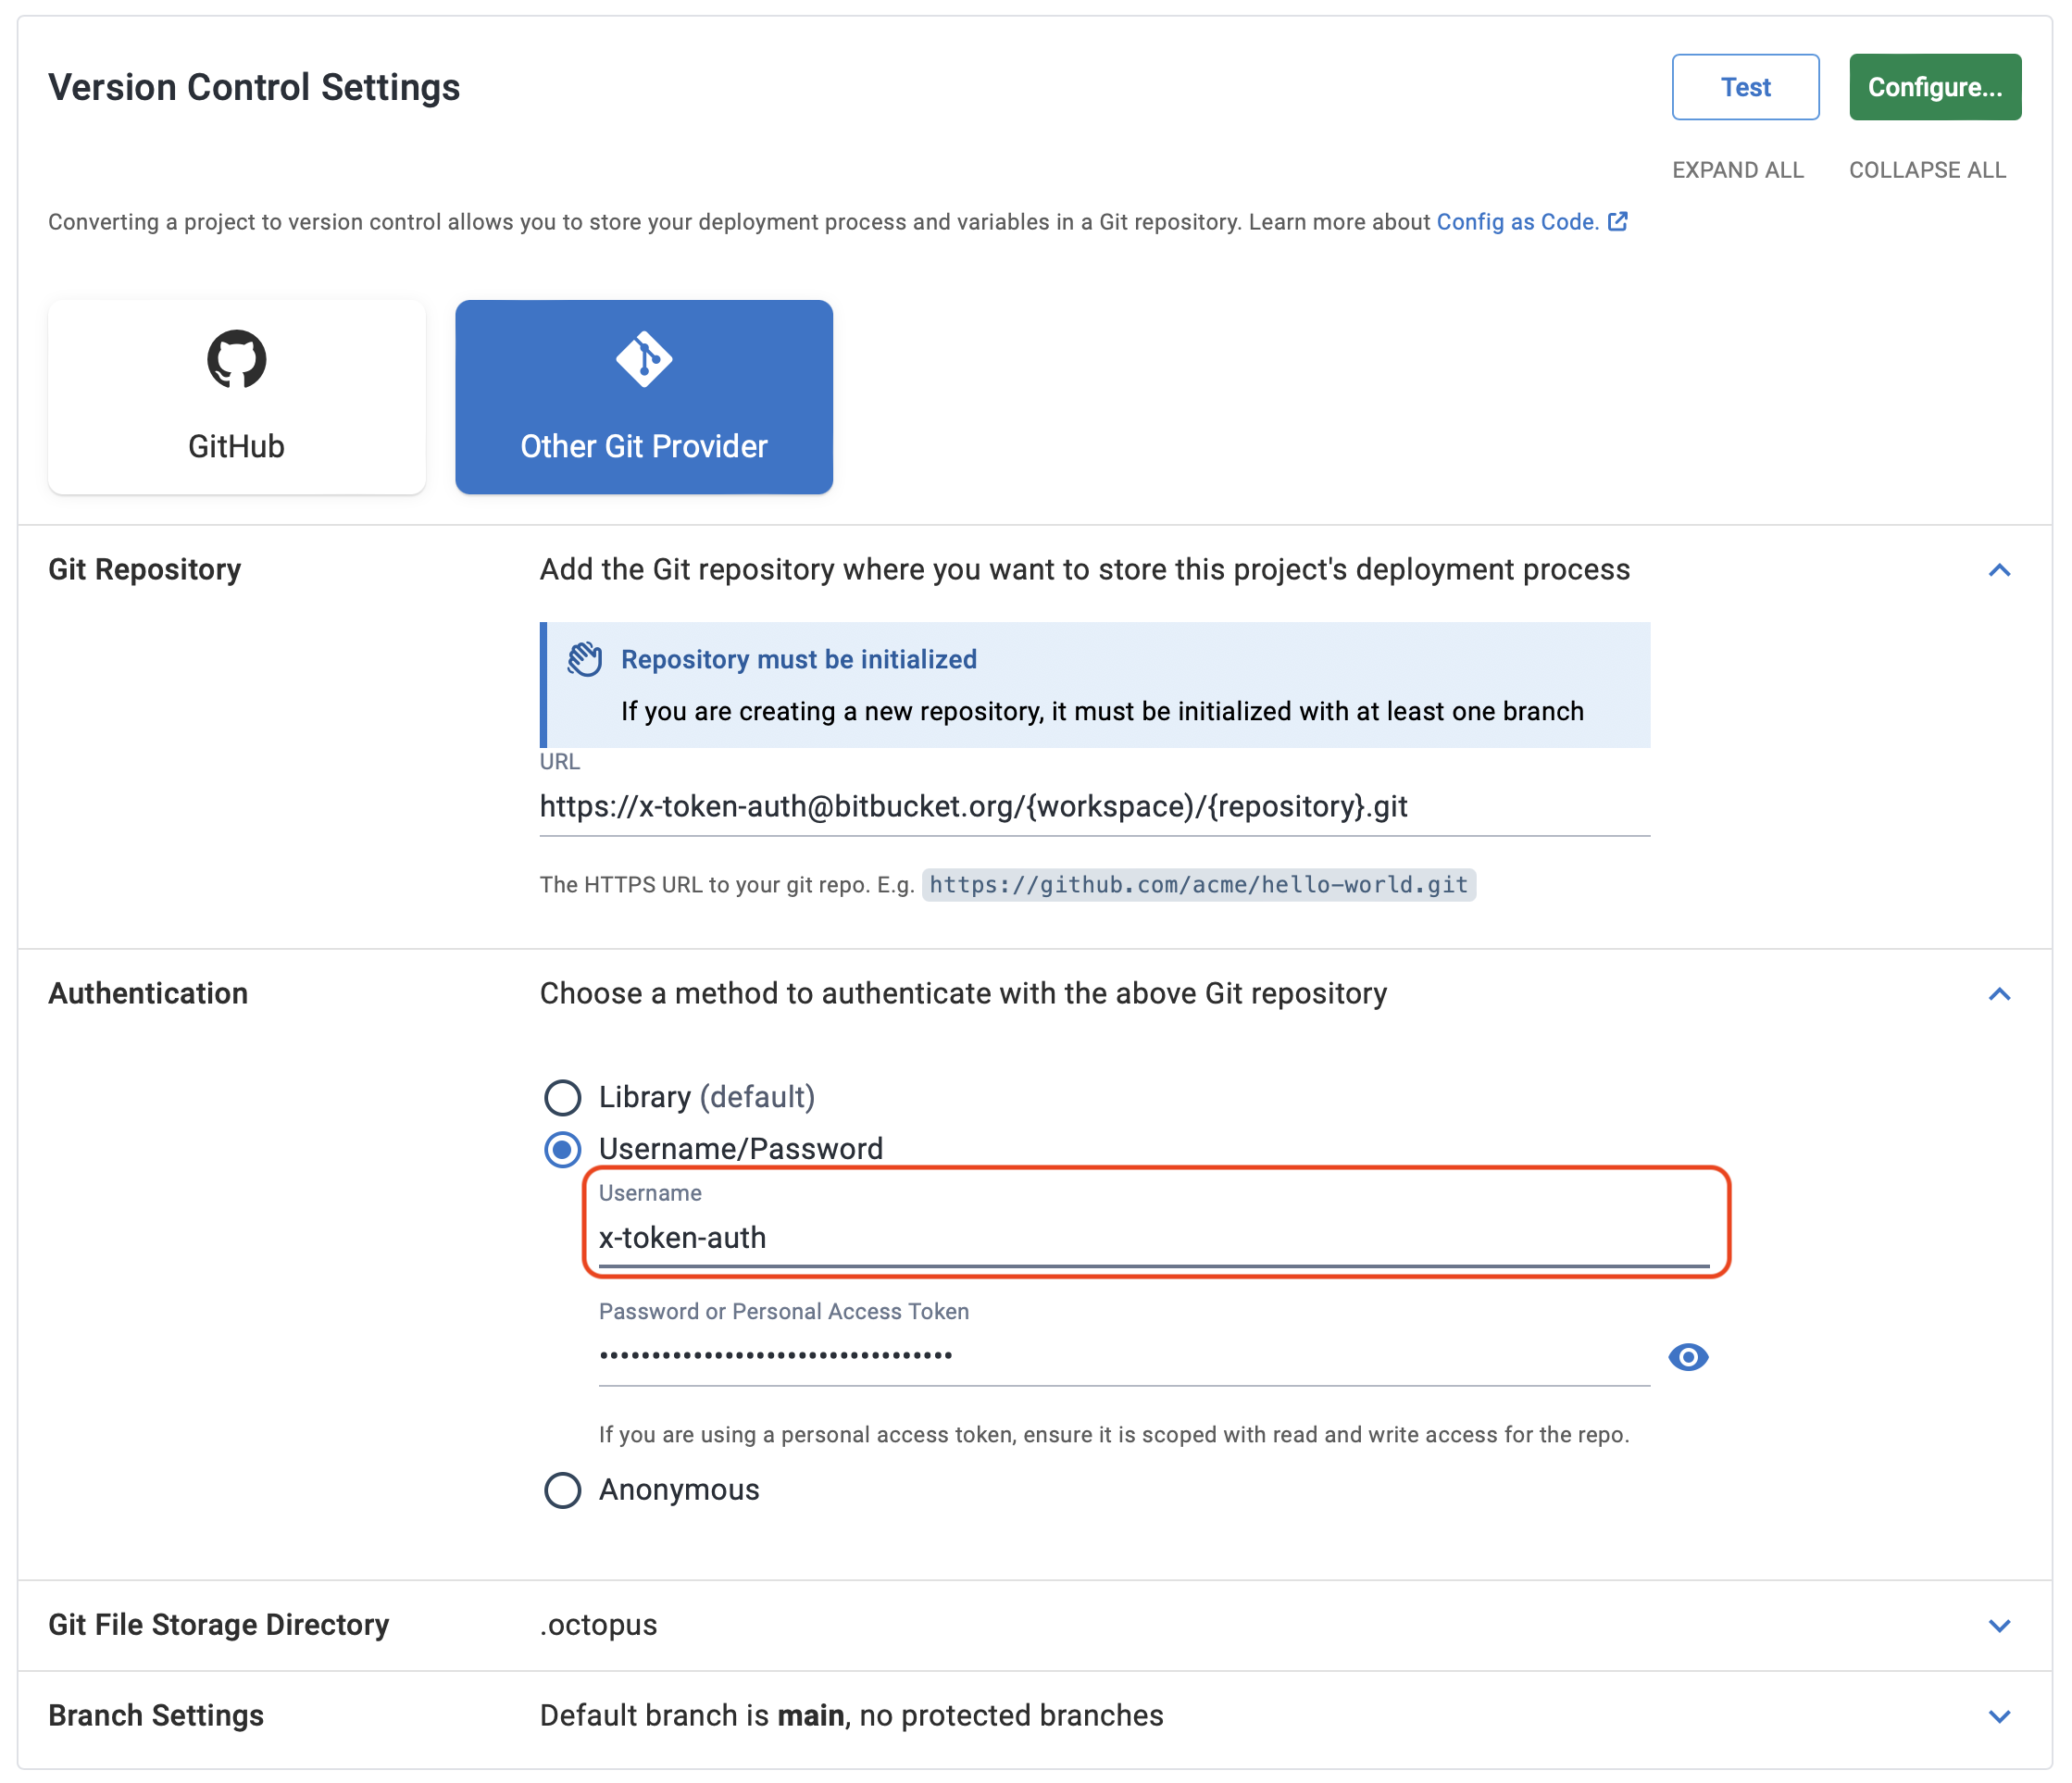 Version Control Settings
Test
Configure...
EXPAND ALL
COLLAPSE ALL
Converting a project to version control allows you to store your deployment process and variables in a Git repository. Learn more about Config as Code.
GitHub
Other Git Provider
Git Repository
Add the Git repository where you want to store this project's deployment process
Repository must be initialized
If you are creating a new repository, it must be initialized with at least one branch
URL
https://x-token-auth@bitbucket.org/{workspace)/{repository}.git
The HTTPS URL to your git repo. E.g. https://github.com/acme/hello-world.git
Authentication
Choose a method to authenticate with the above Git repository
Library (default)
Username/Password
Username
x-token-auth
Password or Personal Access Token
••••••••••••••••••••••••••••••••••
If you are using a personal access token, ensure it is scoped with read and write access for the repo.
Anonymous
Git File Storage Directory
.octopus
Branch Settings
Default branch is main, no protected branches